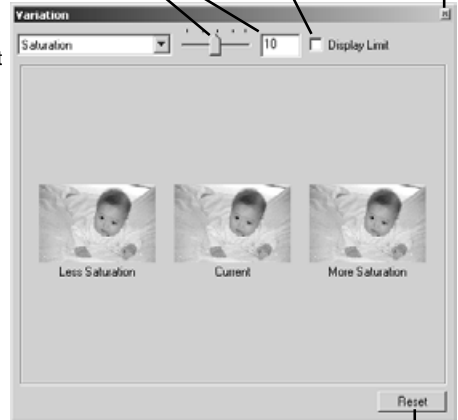 Variation
Saturation 10 Display Limit
t
Less Saturation Current More Saturation
Reset